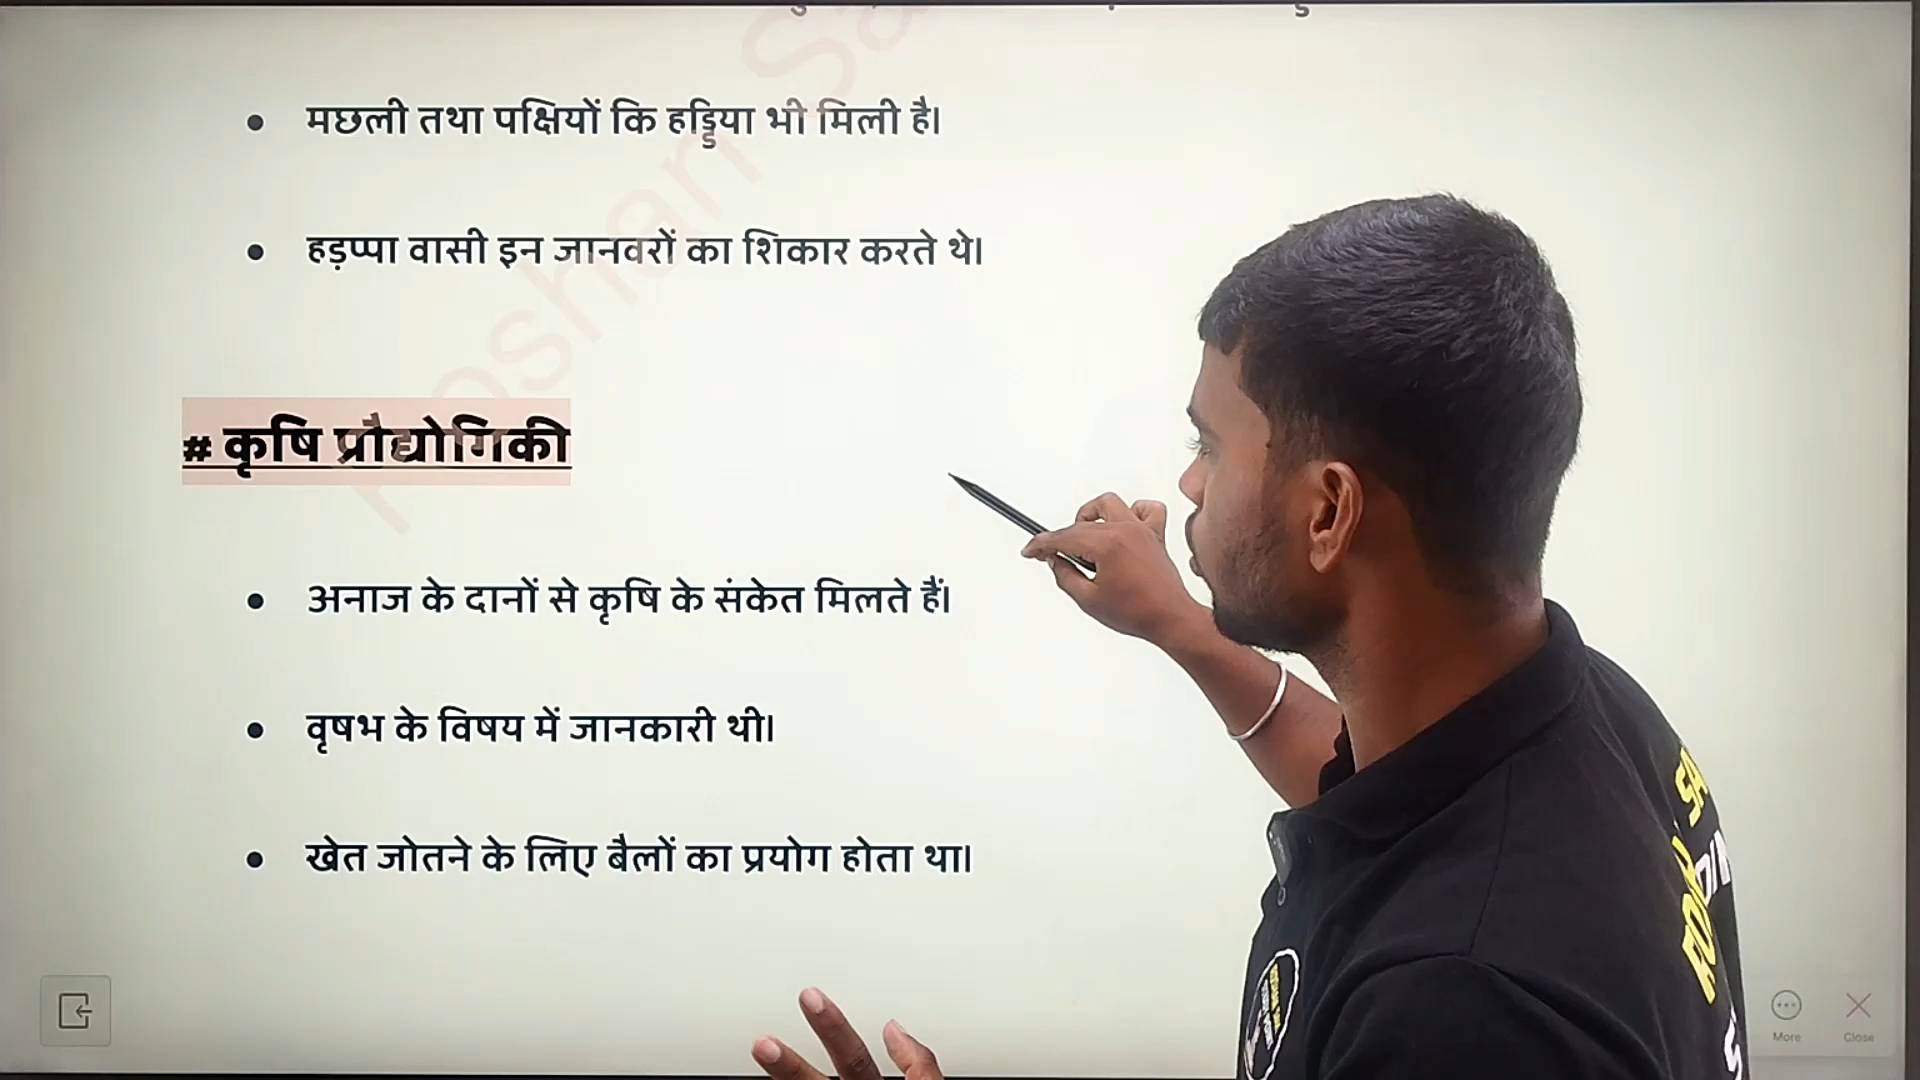 मछली तथा पक्षियों कि हड्डिया भी मिली है।
हड़प्पा वासी इन जानवरों का शिकार करते थे।
# कृषि प्रौद्योगिकी
अनाज के दानों से कृषि के संकेत मिलते हैं।
वृषभ के विषय में जानकारी थी।
खेत जोतने के लिए बैलों का प्रयोग होता था।
More
Close